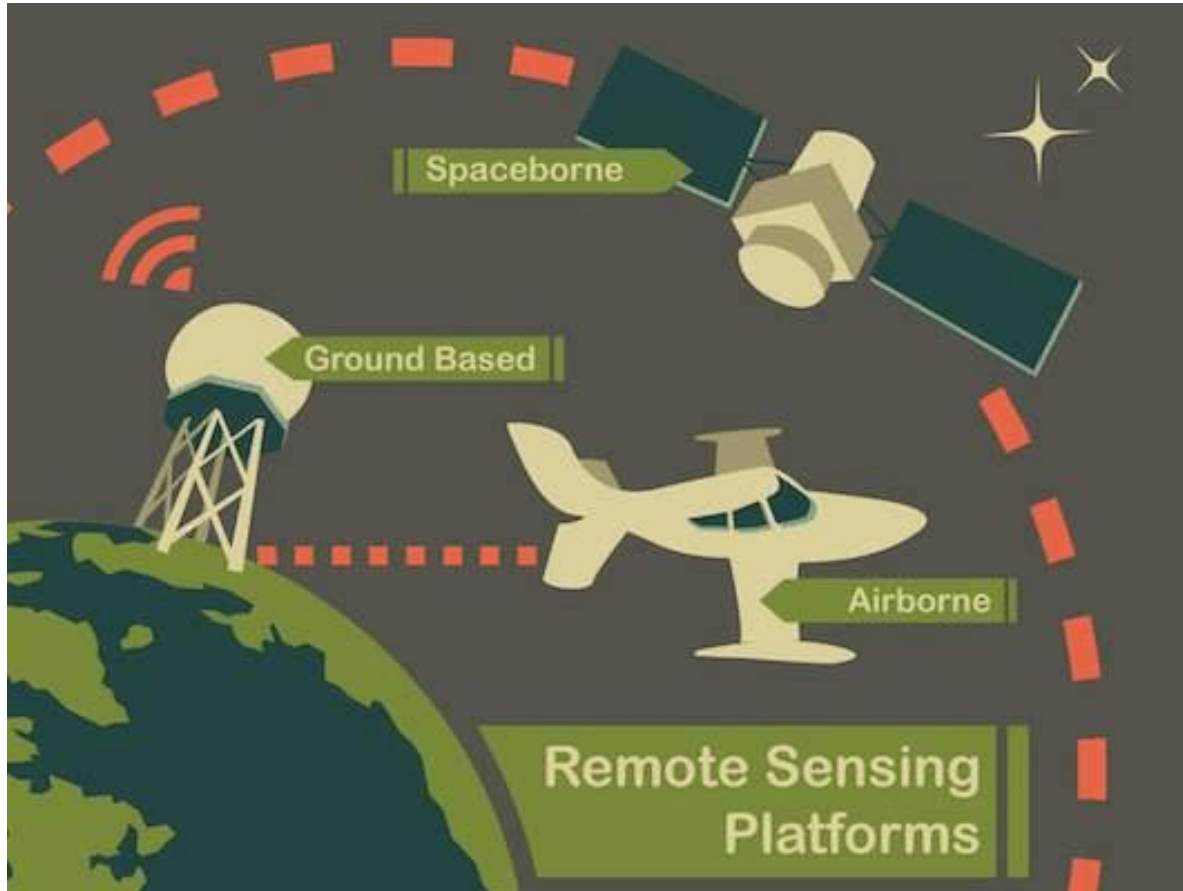 Spaceborne
Ground Based
Airborne
Remote Sensing
Platforms